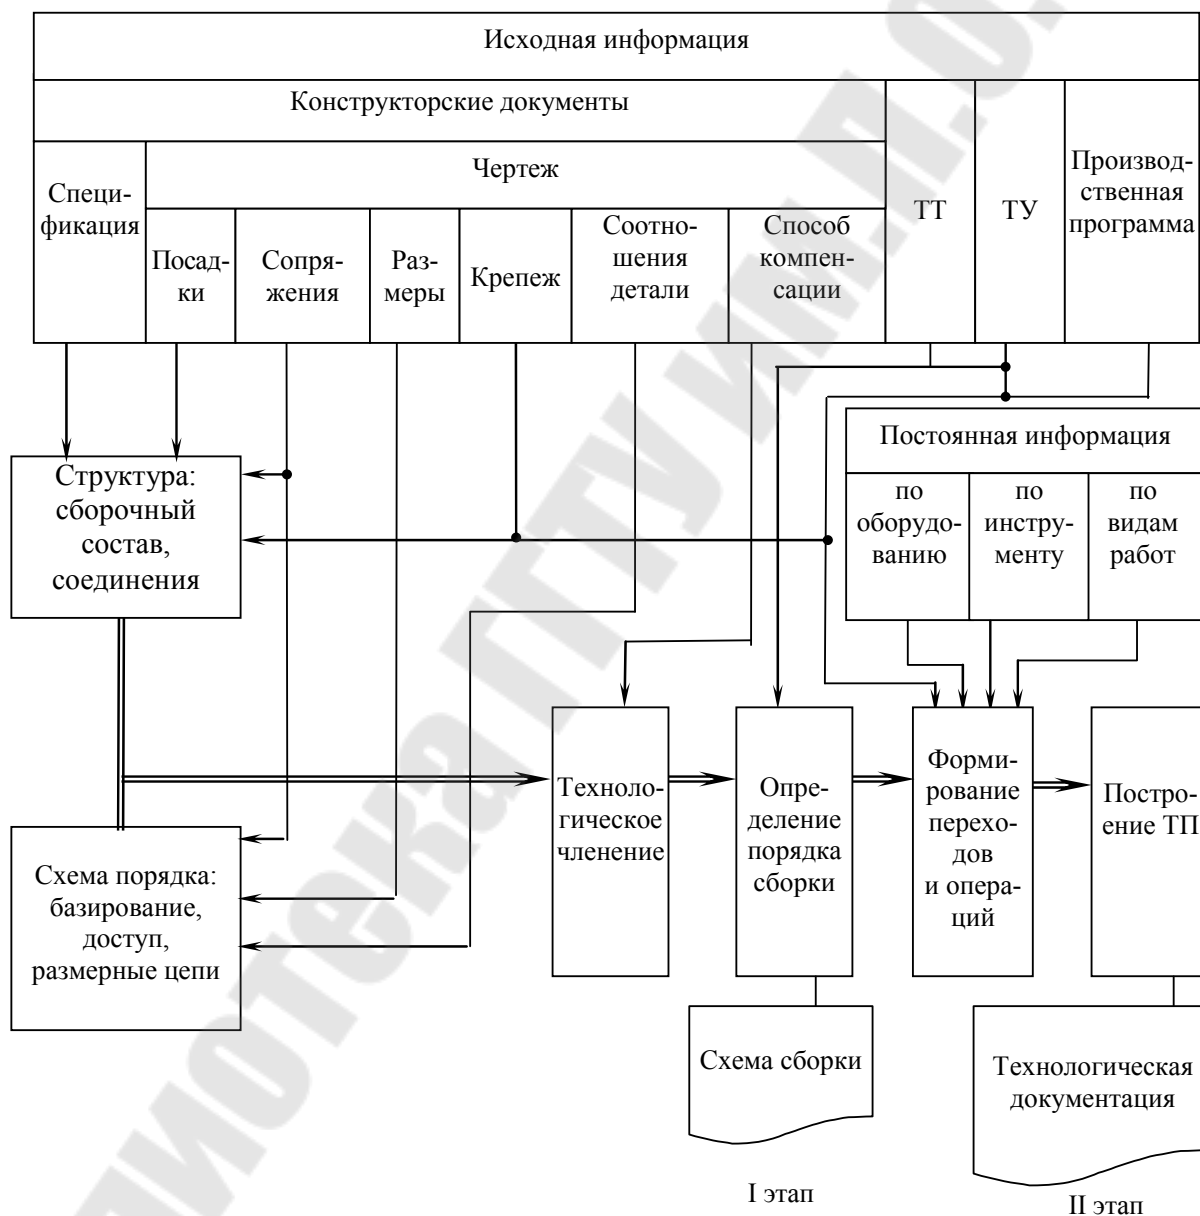 Исходная информация
Конструкторские документы
Чертеж
Специ-
фикация
Посад-
ки
Сопря-
жения
Раз-
меры
Крепеж
Соотно-
шения
детали
Способ
компен-
сации
ТТ
ТУ
Производ-
ственная
программа
Структура:
сборочный
состав,
соединения
Постоянная информация
по
оборудо-
ванию
по
инстру-
менту
по
видам
работ
Схема порядка:
базирование,
доступ,
размерные цепи
Техноло-
гическое
членение
Опре-
деление
порядка
сборки
Форми-
рование
перехо-
дов
и опера-
ций
Постро-
ение ТП
Схема сборки
Технологическая
документация
I этап
II этап
иотека ГГТУ им.П.О.